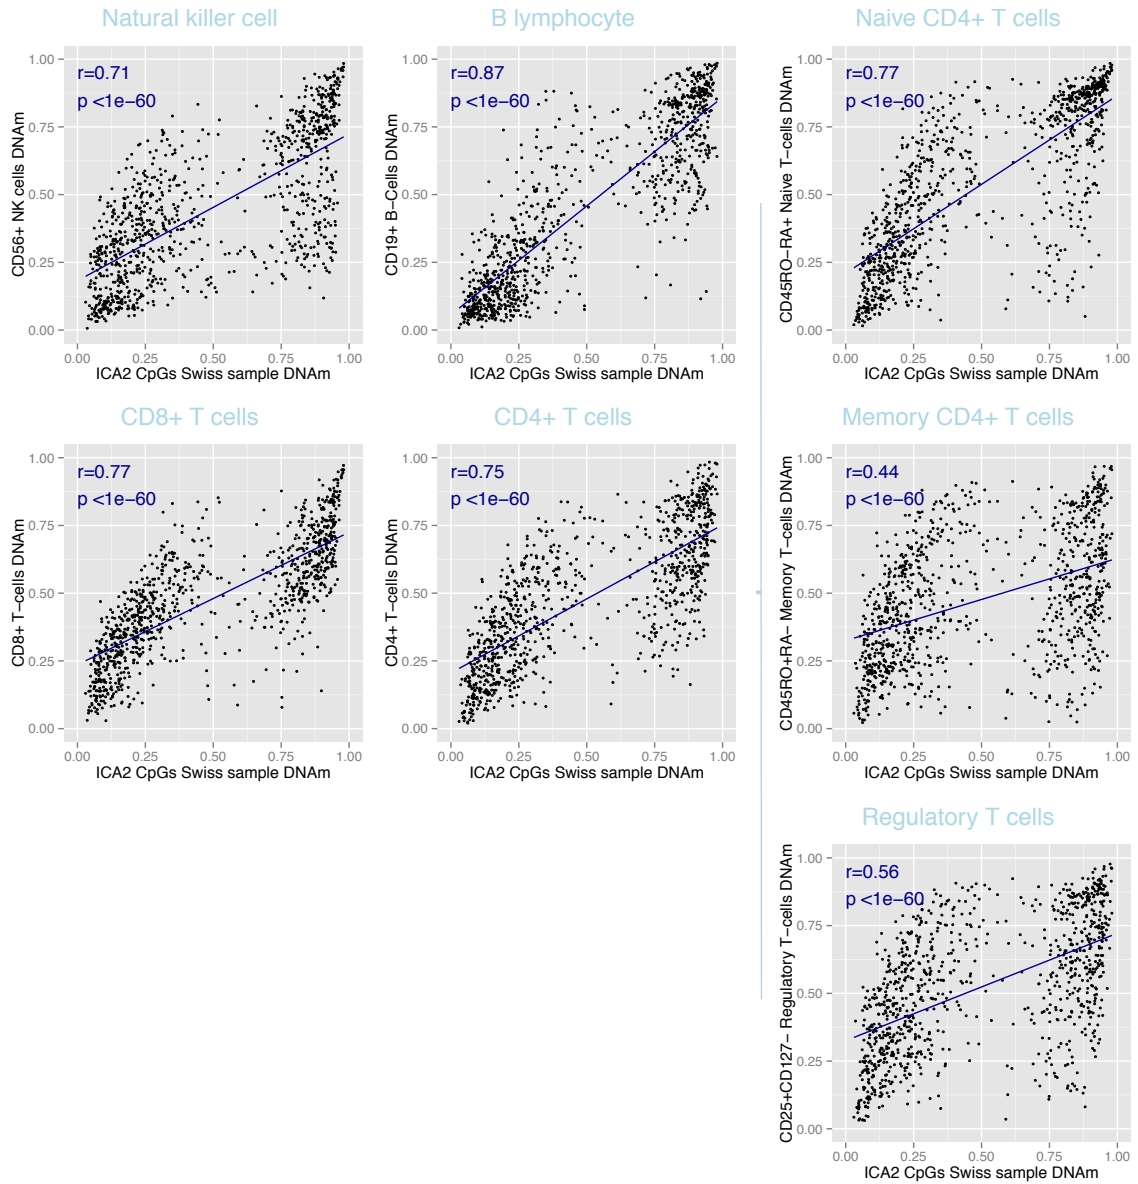 Natural killer cell
r=0.71
p <1e−60
CD56+ NK cells DNAm
1.00
0.75
0.50
0.25
0.00
0.00 0.25 0.50 0.75 1.00
ICA2 CpGs Swiss sample DNAm
B lymphocyte
r=0.87
p <1e−60
CD19+ B−Cells DNAm
1.00
0.75
0.50
0.25
0.00
0.00 0.25 0.50 0.75 1.00
ICA2 CpGs Swiss sample DNAm
Naive CD4+ T cells
r=0.77
p <1e−60
CD45RO−RA+ Naive T−cells DNAm
1.00
0.75
0.50
0.25
0.00
0.00 0.25 0.50 0.75 1.00
ICA2 CpGs Swiss sample DNAm
CD8+ T cells
r=0.77
p <1e−60
CD8+ T−cells DNAm
1.00
0.75
0.50
0.25
0.00
0.00 0.25 0.50 0.75 1.00
ICA2 CpGs Swiss sample DNAm
CD4+ T cells
r=0.75
p <1e−60
CD4+ T−cells DNAm
1.00
0.75
0.50
0.25
0.00
0.00 0.25 0.50 0.75 1.00
ICA2 CpGs Swiss sample DNAm
Memory CD4+ T cells
r=0.44
p <1e−60
CD45RO+RA− Memory T−cells DNAm
1.00
0.75
0.50
0.25
0.00
0.00 0.25 0.50 0.75 1.00
ICA2 CpGs Swiss sample DNAm
Regulatory T cells
r=0.56
p <1e−60
CD25+CD127− Regulatory T−cells DNAm
1.00
0.75
0.50
0.25
0.00
0.00 0.25 0.50 0.75 1.00
ICA2 CpGs Swiss sample DNAm